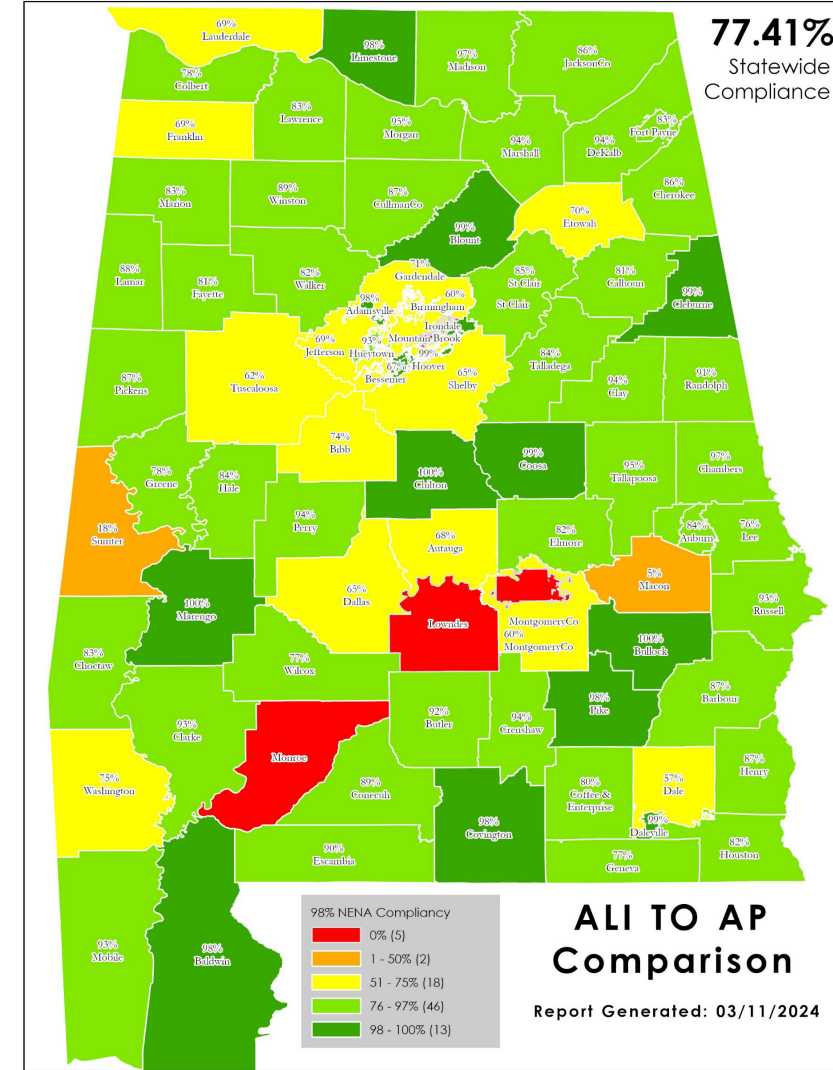 77.41%
Statewide
Compliance
69%
Lauderdale
98%
Limestone
97%
Madison
86%
JacksonCo
78%
Colbert
83%
Lawrence
69%
Franklin
95%
Morgan
94%
Marshall
94%
DeKalb
83%
Fort Payne
83%
Marion
89%
Winston
87%
CullmanCo
86%
Cherokee
99%
Blount
70%
Etowah
88%
Lamar
81%
Fayette
82%
Walker
71%
Gardendale
85%
St Clair
St Clair
81%
Calhoun
99%
Cleburne
98%
Adamsville
60%
Birmingham
Irondale
69%
Jefferson
93%
Hueytown
Mountain Brook
99%
Hoover
67%
Bessemer
65%
Shelby
84%
Talladega
94%
Clay
91%
Randolph
87%
Pickens
62%
Tuscaloosa
74%
Bibb
78%
Greene
84%
Hale
100%
Chilton
99%
Coosa
95%
Tallapoosa
97%
Chambers
18%
Sumter
94%
Perry
68%
Autauga
82%
Elmore
84%
Auburn
76%
Lee
100%
Marengo
65%
Dallas
Lowndes
MontgomeryCo
60%
MontgomeryCo
5%
Macon
93%
Russell
83%
Choctaw
77%
Wilcox
100%
Bullock
93%
Clarke
92%
Butler
94%
Crenshaw
98%
Pike
87%
Barbour
75%
Washington
Monroe
89%
Conecuh
98%
Covington
80%
Coffee &
Enterprise
57%
Dale
87%
Henry
99%
Daleville
90%
Escambia
77%
Geneva
82%
Houston
93%
Mobile
98%
Baldwin
98% NENA Compliancy
0% (5)
1 - 50% (2)
51 - 75% (18)
76 - 97% (46)
98 - 100% (13)
ALI TO AP
Comparison
Report Generated: 03/11/2024